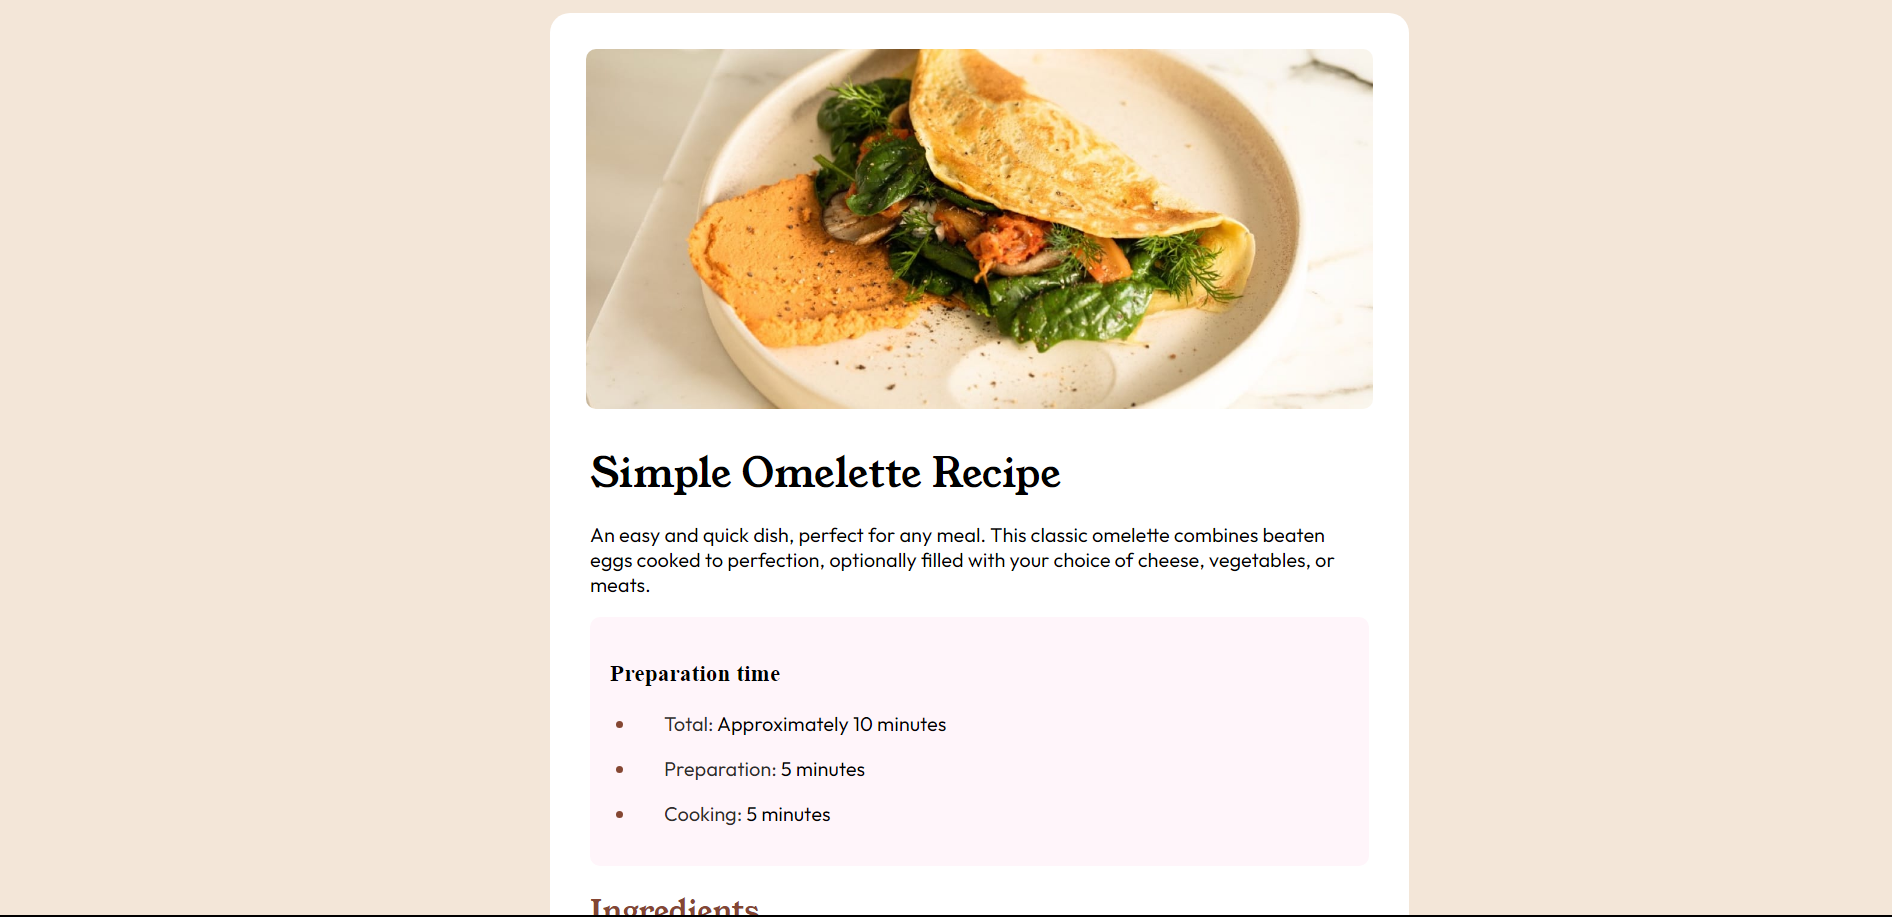 Simple Omelette Recipe
An easy and quick dish, perfect for any meal. This classic omelette combines beaten
eggs cooked to perfection, optionally filled with your choice of cheese, vegetables, or
meats.
Preparation time
Total: Approximately 10 minutes
Preparation: 5 minutes
Cooking: 5 minutes
Ingredients